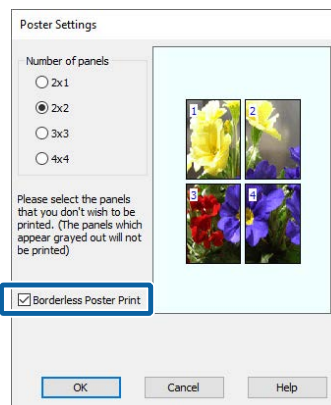 Poster Settings
Number of panels
2x1
2x2
3x3
4x4
Please select the panels
that you don't wish to be
printed. (The panels which
appear grayed out will not
be printed)
Borderless Poster Print
1
2
3
4
OK
Cancel
Help